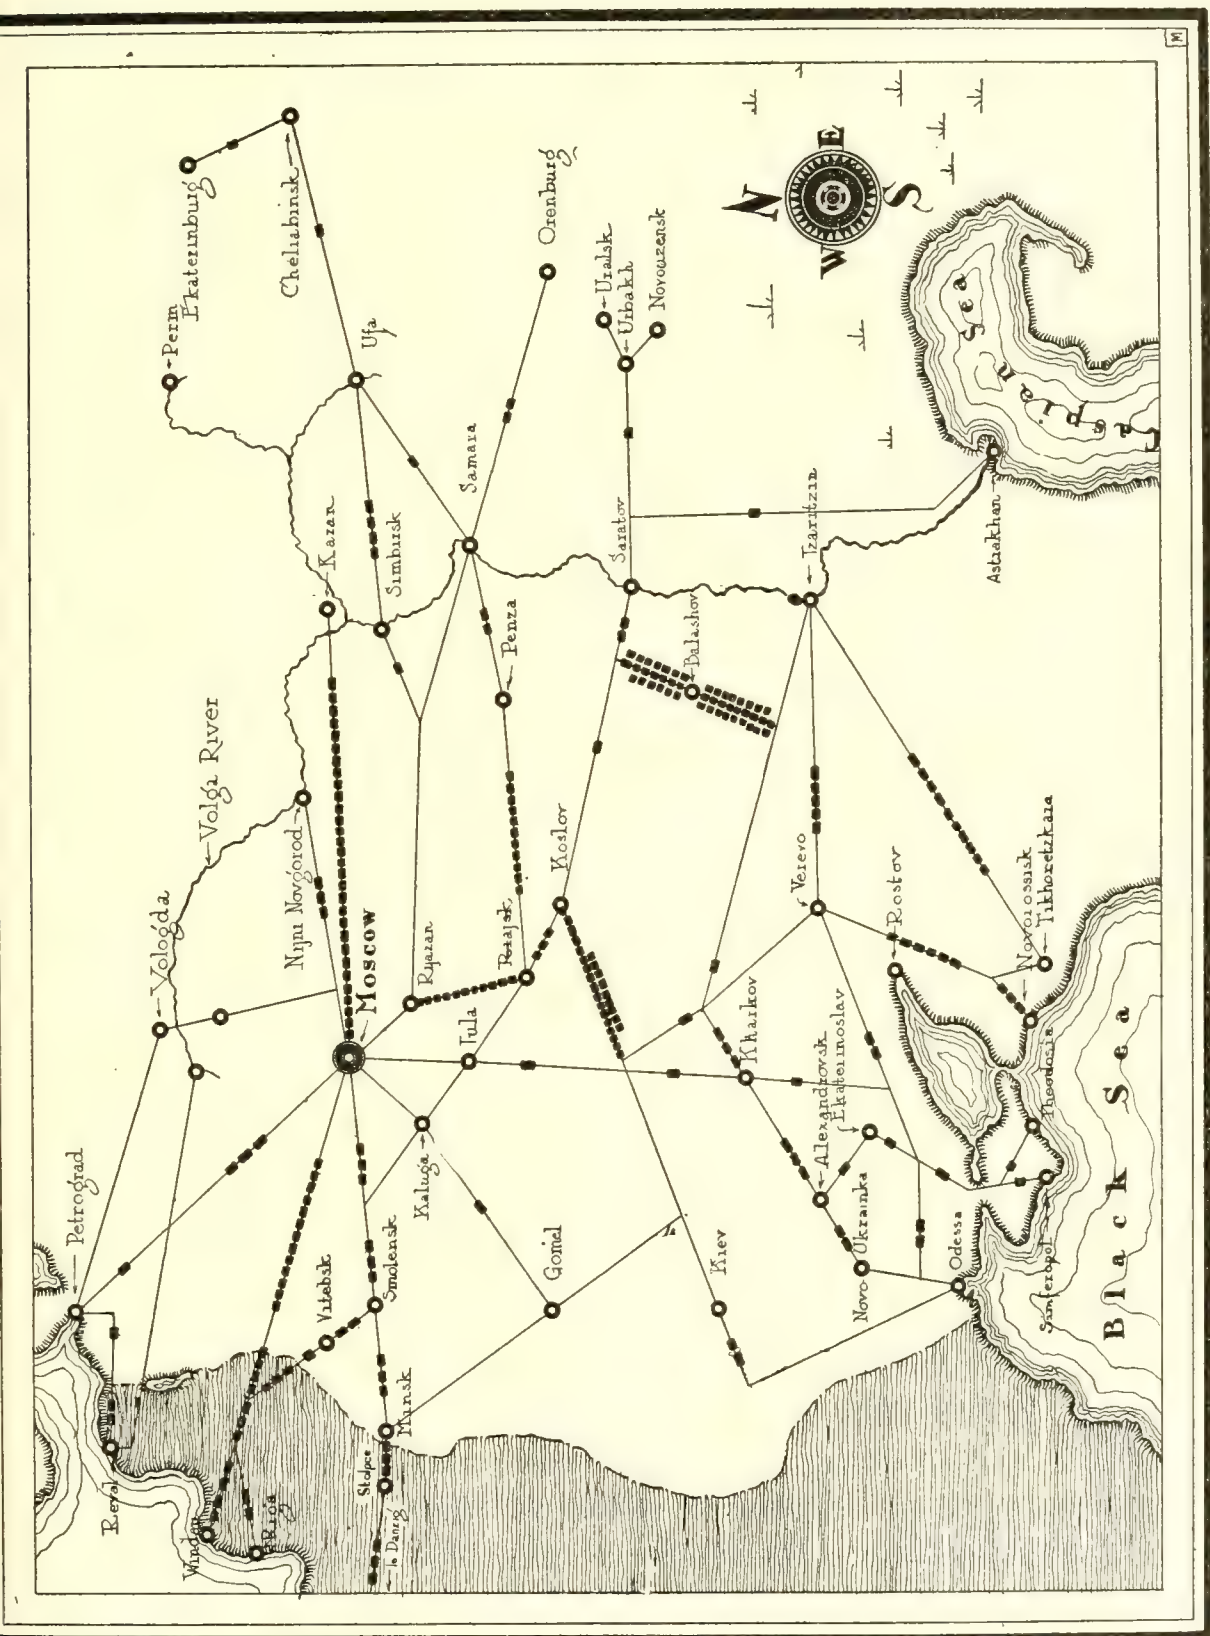 M
Ekaterinburg
Cheliabinsk
Perm
Ufa
Orenburg
Uralsk
Urbakh
Novouzensk
N
E
S
W
Caspian Sea
Astrakhan
Kazan
Simbirsk
Samara
Penza
Saratov
Balashov
Tzaritzin
Volga River
Vologda
Nijni Novgorod
Moscow
Ryazan
Riajsk
Koslov
Tula
Kaluga
Verevo
Rostov
Novorossisk
Tikhoretzkaia
Kharkov
Alexandrovsk
Ekaterinoslav
Theodosia
Petrograd
Vitebsk
Smolensk
Gomel
Kiev
Novo Ukrainka
Odessa
Simferopol
Black Sea
Reval
Windau
Riga
Stolpce
Minsk
To Danzig